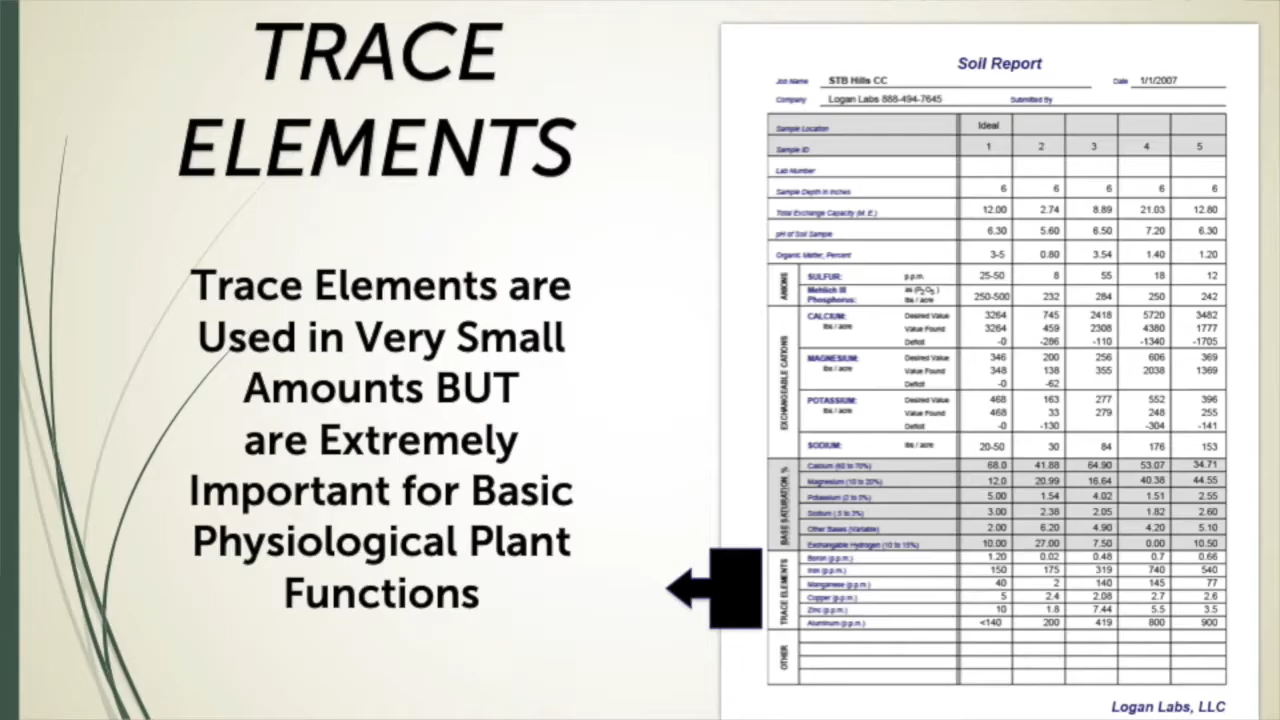 TRACE
ELEMENTS
Trace Elements are
Used in Very Small
Amounts BUT
are Extremely
Important for Basic
Physiological Plant
Functions
Soil Report
Job Name STB Hills CC Date 1/1/2007
Company Logan Labs 888-494-7645 Submitted By
Sample Location Ideal
Sample ID 1 2 3 4 5
Lab Number
Sample Depth in Inches 6 6 6 6 6
Total Exchange Capacity (M. E.) 12.00 2.74 8.89 21.03 12.80
pH of Soil Sample 6.30 5.60 6.50 7.20 6.30
Organic Matter, Percent 3-5 0.80 3.54 1.40 1.20
ANIONS
SULFUR: p.p.m. 25-50 8 55 18 12
Mehlich III as (P2O5)
Phosphorus: lbs / acre 250-500 232 284 250 242
EXCHANGEABLE CATIONS
CALCIUM: Desired Value 3264 745 2418 5720 3482
lbs / acre Value Found 3264 459 2308 4380 1777
Deficit -0 -286 -110 -1340 -1705
MAGNESIUM: Desired Value 346 200 256 606 369
lbs / acre Value Found 348 138 355 2038 1369
Deficit -0 -62
POTASSIUM: Desired Value 468 163 277 552 396
lbs / acre Value Found 468 33 279 248 255
Deficit -0 -130 -304 -141
SODIUM: lbs / acre 20-50 30 84 176 153
BASE SATURATION %
Calcium (60 to 70%) 68.0 41.88 64.90 53.07 34.71
Magnesium (10 to 20%) 12.0 20.99 16.64 40.38 44.55
Potassium (2 to 5%) 5.00 1.54 4.02 1.51 2.55
Sodium (.5 to 3%) 3.00 2.38 2.05 1.82 2.60
Other Bases (Variable) 2.00 6.20 4.90 4.20 5.10
Exchangable Hydrogen (10 to 15%) 10.00 27.00 7.50 0.00 10.50
TRACE ELEMENTS
Boron (p.p.m.) 1.20 0.02 0.48 0.7 0.66
Iron (p.p.m.) 150 175 319 740 540
Manganese (p.p.m.) 40 2 140 145 77
Copper (p.p.m.) 5 2.4 2.08 2.7 2.6
Zinc (p.p.m.) 10 1.8 7.44 5.5 3.5
Aluminum (p.p.m.) <140 200 419 800 900
OTHER
Logan Labs, LLC